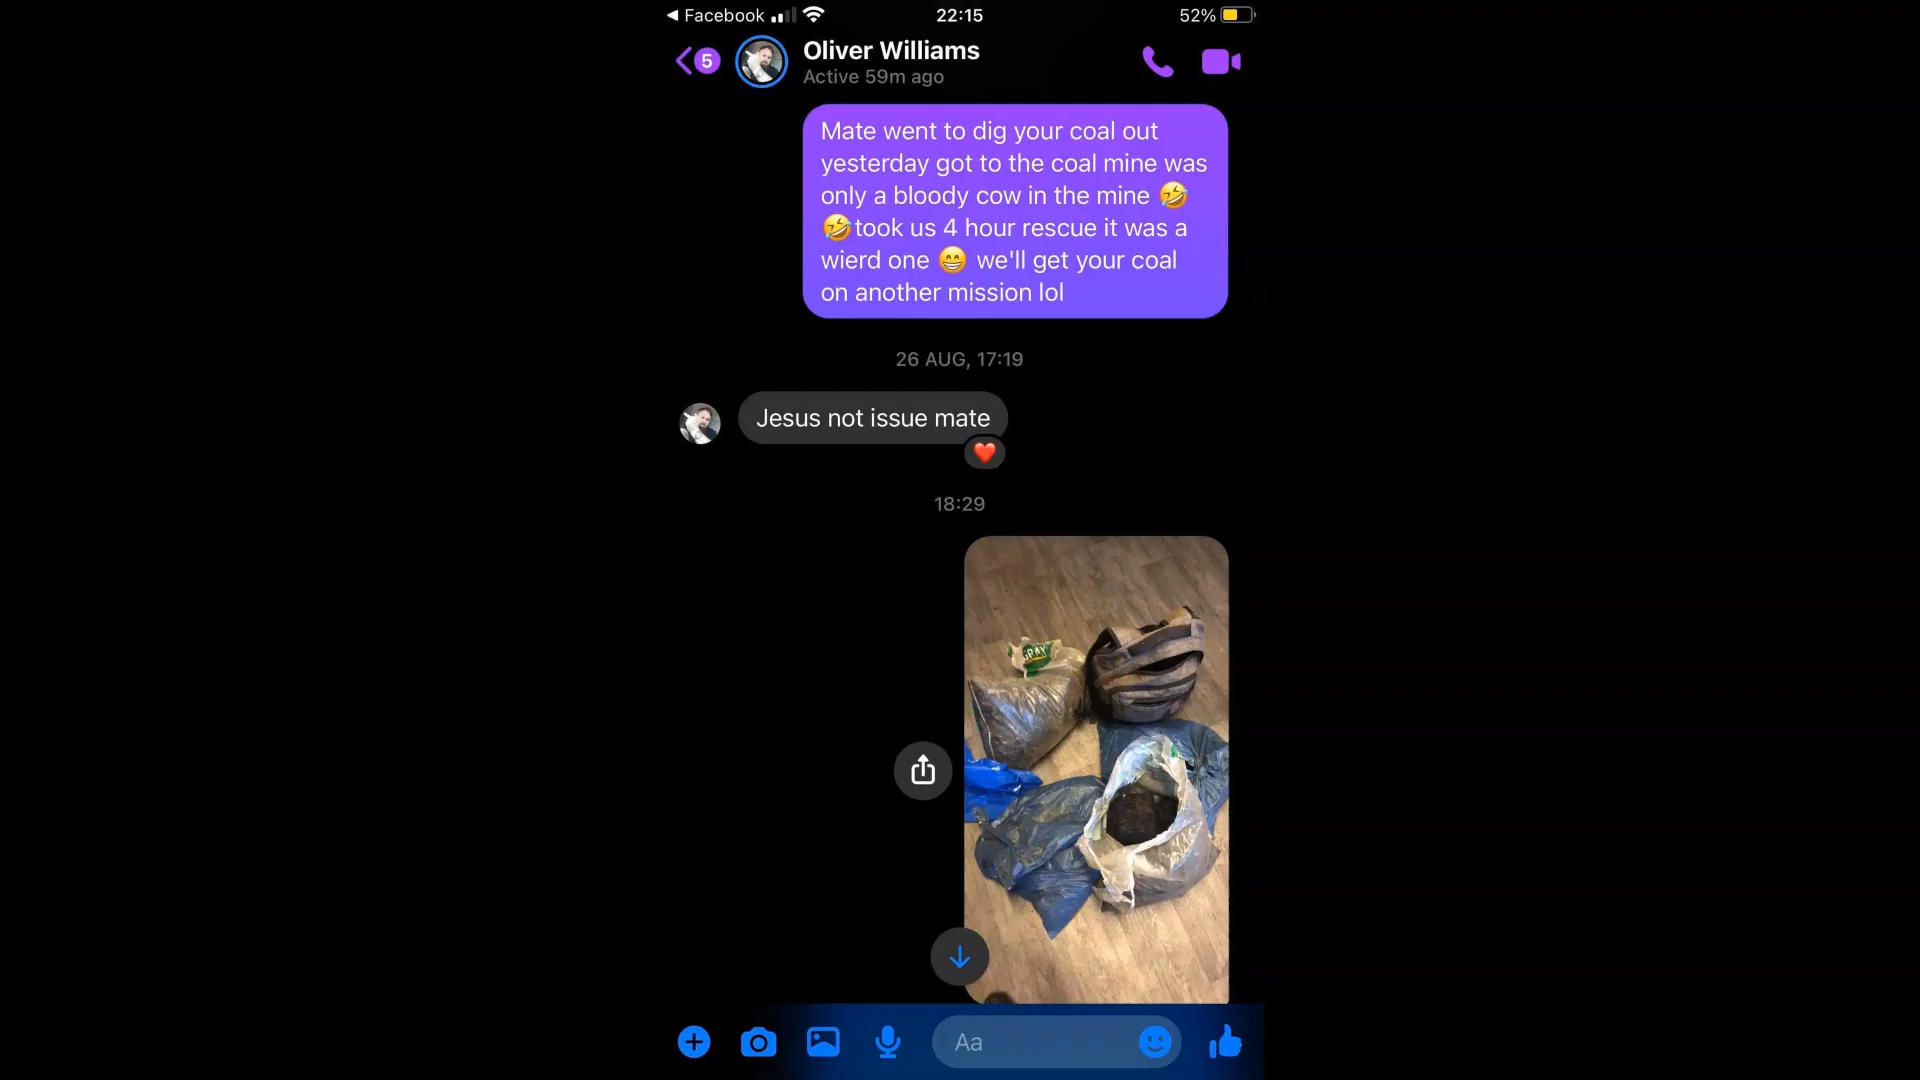 Facebook
22:15
52%
5
Oliver Williams
Active 59m ago
Mate went to dig your coal out
yesterday got to the coal mine was
only a bloody cow in the mine 🤣
🤣took us 4 hour rescue it was a
wierd one 😁 we'll get your coal
on another mission lol
26 AUG, 17:19
Jesus not issue mate
18:29
Aa